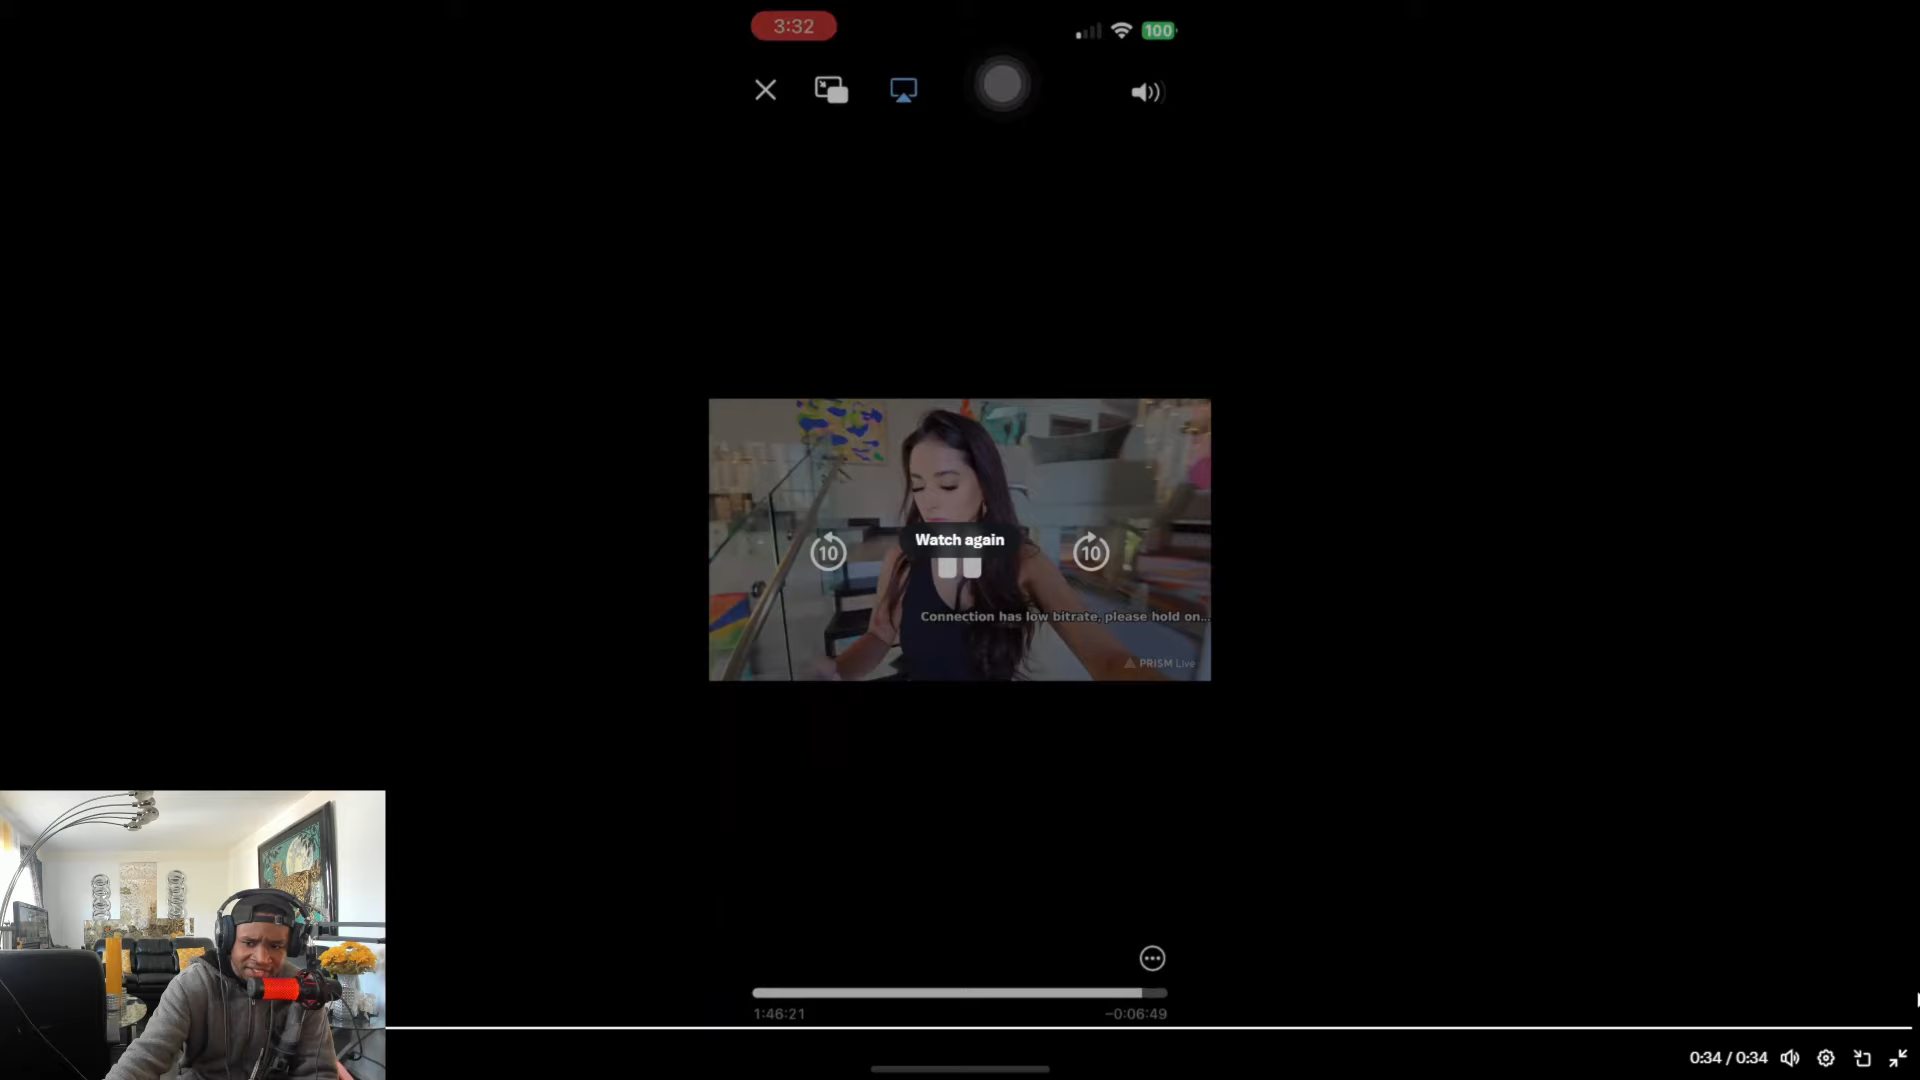 3:32
100
Watch again
10
10
Connection has low bitrate, please hold on...
PRISM Live
1:46:21
-0:06:49
0:34 / 0:34